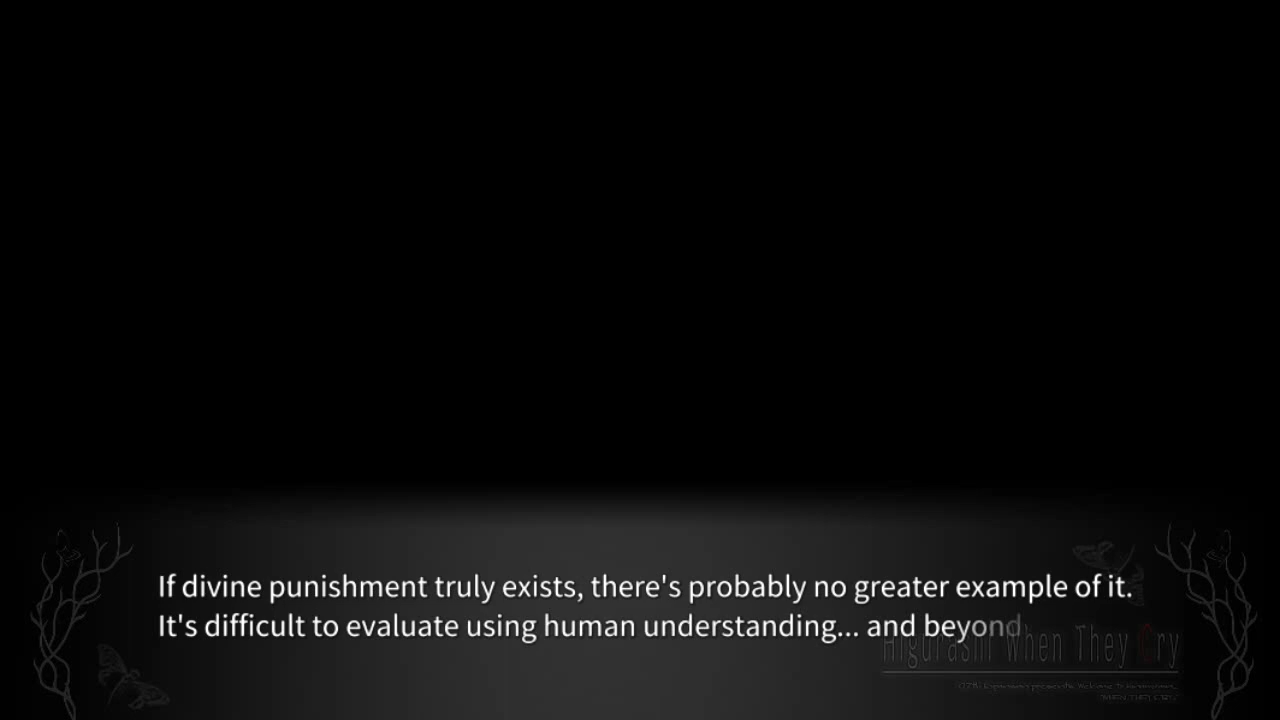 If divine punishment truly exists, there's probably no greater example of it.
It's difficult to evaluate using human understanding... and beyond
Higurashi When They Cry